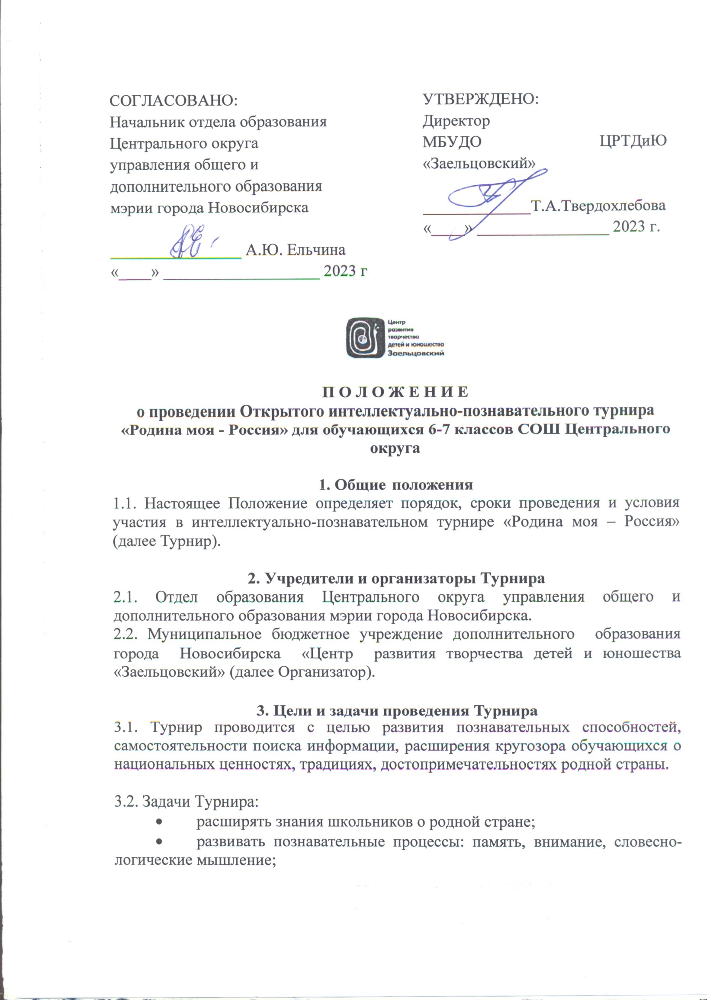 СОГЛАСОВАНО:
Начальник отдела образования
Центрального округа
управления общего и
дополнительного образования
мэрии города Новосибирска
________________ А.Ю. Ельчина
«____» ___________________ 2023 г
УТВЕРЖДЕНО:
Директор
МБУДО ЦРТДиЮ
«Заельцовский»
_____________Т.А.Твердохлебова
«____» ________________ 2023 г.
Центр
развития
творчества
детей и юношества
Заельцовский
П О Л О Ж Е Н И Е
о проведении Открытого интеллектуально-познавательного турнира
«Родина моя - Россия» для обучающихся 6-7 классов СОШ Центрального
округа
1. Общие положения
1.1. Настоящее Положение определяет порядок, сроки проведения и условия
участия в интеллектуально-познавательном турнире «Родина моя – Россия»
(далее Турнир).
2. Учредители и организаторы Турнира
2.1. Отдел образования Центрального округа управления общего и
дополнительного образования мэрии города Новосибирска.
2.2. Муниципальное бюджетное учреждение дополнительного образования
города Новосибирска «Центр развития творчества детей и юношества
«Заельцовский» (далее Организатор).
3. Цели и задачи проведения Турнира
3.1. Турнир проводится с целью развития познавательных способностей,
самостоятельности поиска информации, расширения кругозора обучающихся о
национальных ценностях, традициях, достопримечательностях родной страны.
3.2. Задачи Турнира:
• расширять знания школьников о родной стране;
• развивать познавательные процессы: память, внимание, словесно-
логические мышление;